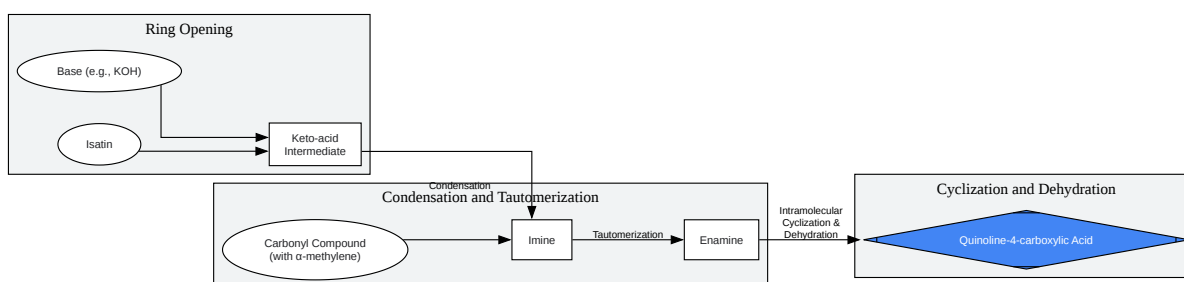 Ring Opening
Base (e.g., KOH)
Isatin
Keto-acid
Intermediate
Condensation
Condensation and Tautomerization
Carbonyl Compound
(with α-methylene)
Imine
Tautomerization
Enamine
Intramolecular
Cyclization &
Dehydration
Cyclization and Dehydration
Quinoline-4-carboxylic Acid